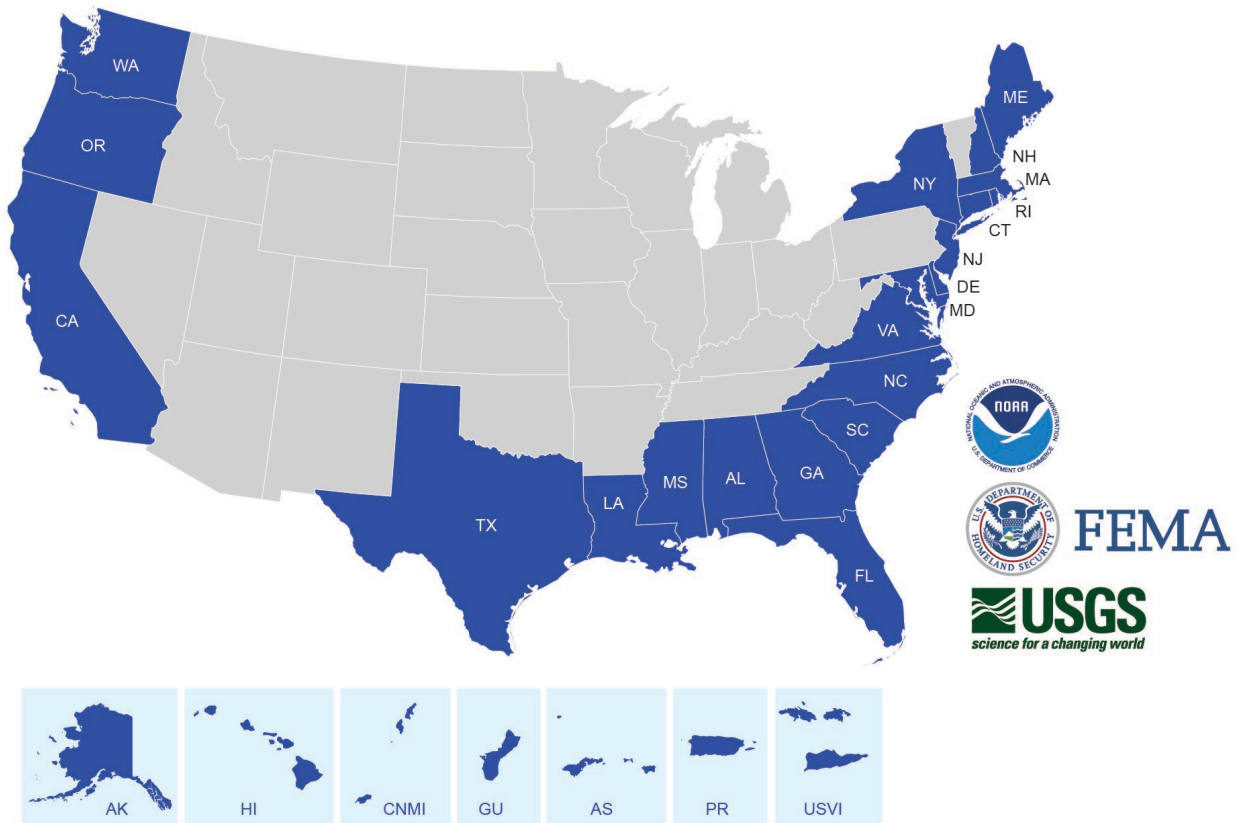 WA
OR
CA
TX
LA
MS
AL
GA
FL
SC
NC
VA
NY
ME
NH
MA
RI
CT
NJ
DE
MD
NATIONAL OCEANIC AND ATMOSPHERIC ADMINISTRATION
NOAA
U.S. DEPARTMENT OF COMMERCE
U.S. DEPARTMENT OF
HOMELAND SECURITY
FEMA
USGS
science for a changing world
AK
HI
CNMI
GU
AS
PR
USVI